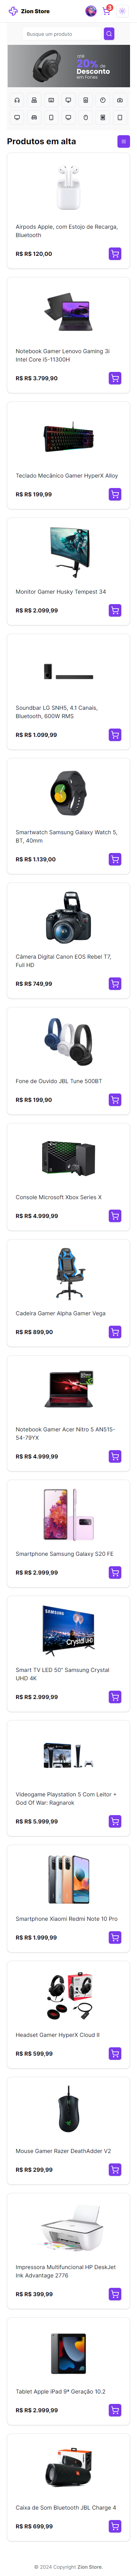 Zion Store
3
Busque um produto
até
20% de
Desconto
em Fones
Produtos em alta
Airpods Apple, com Estojo de Recarga,
Bluetooth
R$ R$ 120,00
Notebook Gamer Lenovo Gaming 3i
Intel Core i5-11300H
R$ R$ 3.799,90
Teclado Mecânico Gamer HyperX Alloy
R$ R$ 199,99
Monitor Gamer Husky Tempest 34
R$ R$ 2.099,99
Soundbar LG SNH5, 4.1 Canais,
Bluetooth, 600W RMS
R$ R$ 1.099,99
Smartwatch Samsung Galaxy Watch 5,
BT, 40mm
R$ R$ 1.139,00
Câmera Digital Canon EOS Rebel T7,
Full HD
R$ R$ 749,99
Fone de Ouvido JBL Tune 500BT
R$ R$ 199,90
Console Microsoft Xbox Series X
R$ R$ 4.999,99
Cadeira Gamer Alpha Gamer Vega
R$ R$ 899,90
Notebook Gamer Acer Nitro 5 AN515-
54-79YX
R$ R$ 4.999,99
Smartphone Samsung Galaxy S20 FE
R$ R$ 2.999,99
SAMSUNG
Crystal UHD
Smart TV LED 50" Samsung Crystal
UHD 4K
R$ R$ 2.999,99
Videogame Playstation 5 Com Leitor +
God Of War: Ragnarok
R$ R$ 5.999,99
Smartphone Xiaomi Redmi Note 10 Pro
R$ R$ 1.999,99
Headset Gamer HyperX Cloud II
R$ R$ 599,99
Mouse Gamer Razer DeathAdder V2
R$ R$ 299,99
Impressora Multifuncional HP DeskJet
Ink Advantage 2776
R$ R$ 399,99
Tablet Apple iPad 9ª Geração 10.2
R$ R$ 2.999,99
Caixa de Som Bluetooth JBL Charge 4
R$ R$ 699,99
© 2024 Copyright Zion Store.